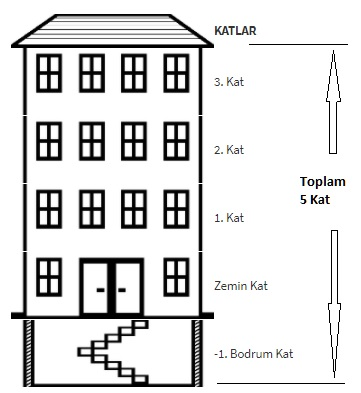 KATLAR
3. Kat
2. Kat
Toplam
5 Kat
1. Kat
Zemin Kat
-1. Bodrum Kat